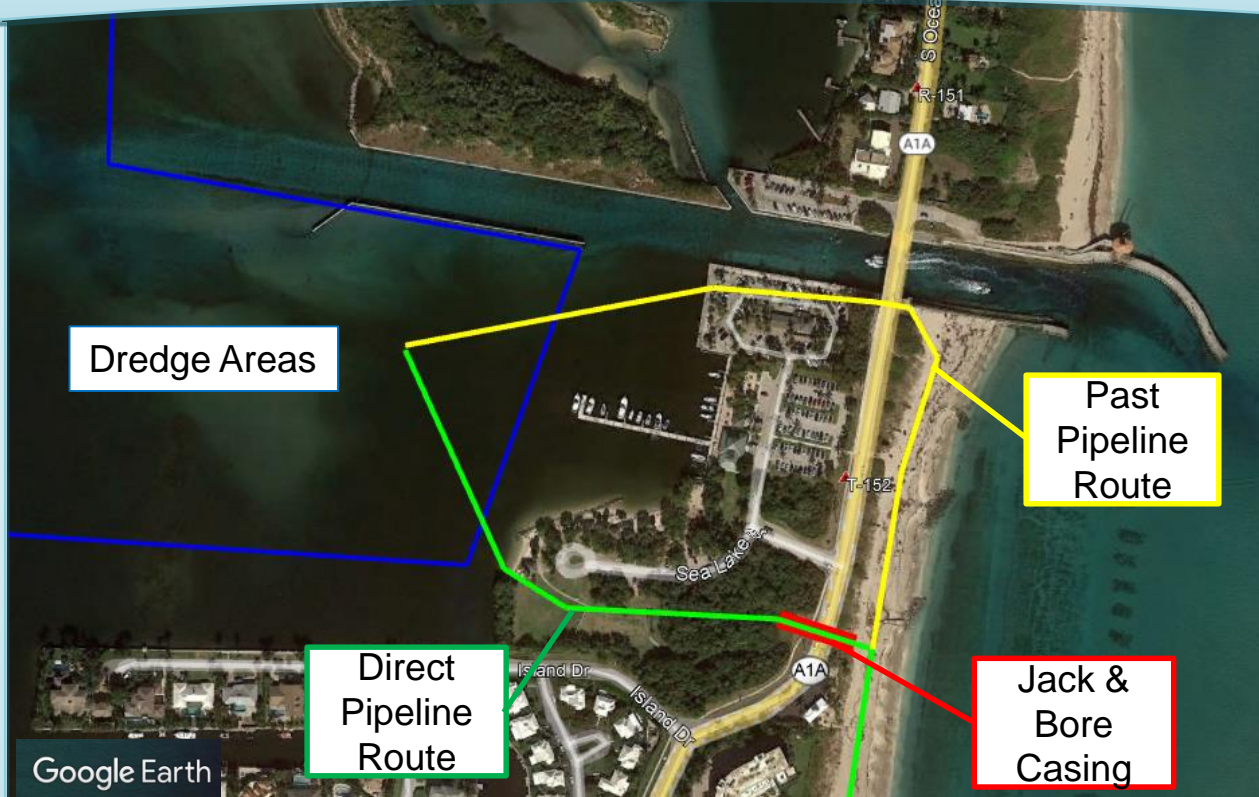 S Ocea
R-151
A1A
Dredge Areas
Past
Pipeline
Route
T-152
Sea Lake
A1A
Island Dr
Island Dr
Direct
Pipeline
Route
Jack &
Bore
Casing
Google Earth